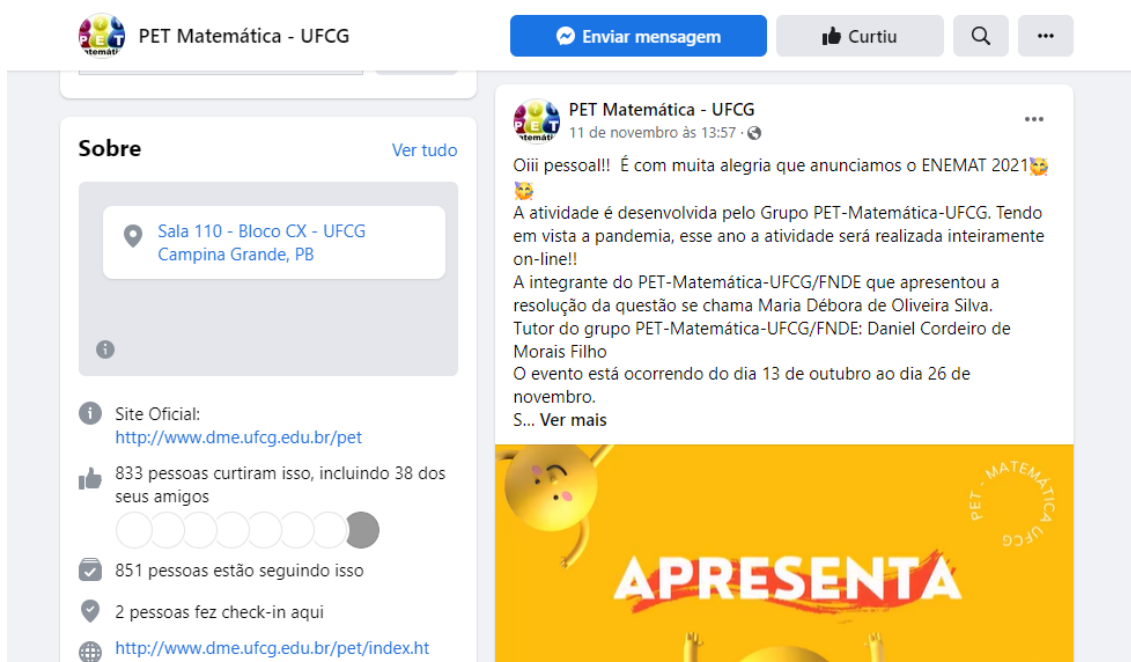 PET Matemática - UFCG
Enviar mensagem
Curtiu
Sobre
Ver tudo
Sala 110 - Bloco CX - UFCG
Campina Grande, PB
Site Oficial:
http://www.dme.ufcg.edu.br/pet
833 pessoas curtiram isso, incluindo 38 dos
seus amigos
851 pessoas estão seguindo isso
2 pessoas fez check-in aqui
http://www.dme.ufcg.edu.br/pet/index.ht
PET Matemática - UFCG
11 de novembro às 13:57 ·
Oiii pessoal!! É com muita alegria que anunciamos o ENEMAT 2021🥳
🥳
A atividade é desenvolvida pelo Grupo PET-Matemática-UFCG. Tendo
em vista a pandemia, esse ano a atividade será realizada inteiramente
on-line!!
A integrante do PET-Matemática-UFCG/FNDE que apresentou a
resolução da questão se chama Maria Débora de Oliveira Silva.
Tutor do grupo PET-Matemática-UFCG/FNDE: Daniel Cordeiro de
Morais Filho
O evento está ocorrendo do dia 13 de outubro ao dia 26 de
novembro.
S... Ver mais
PET - MATEMÁTICA UFCG
APRESENTA